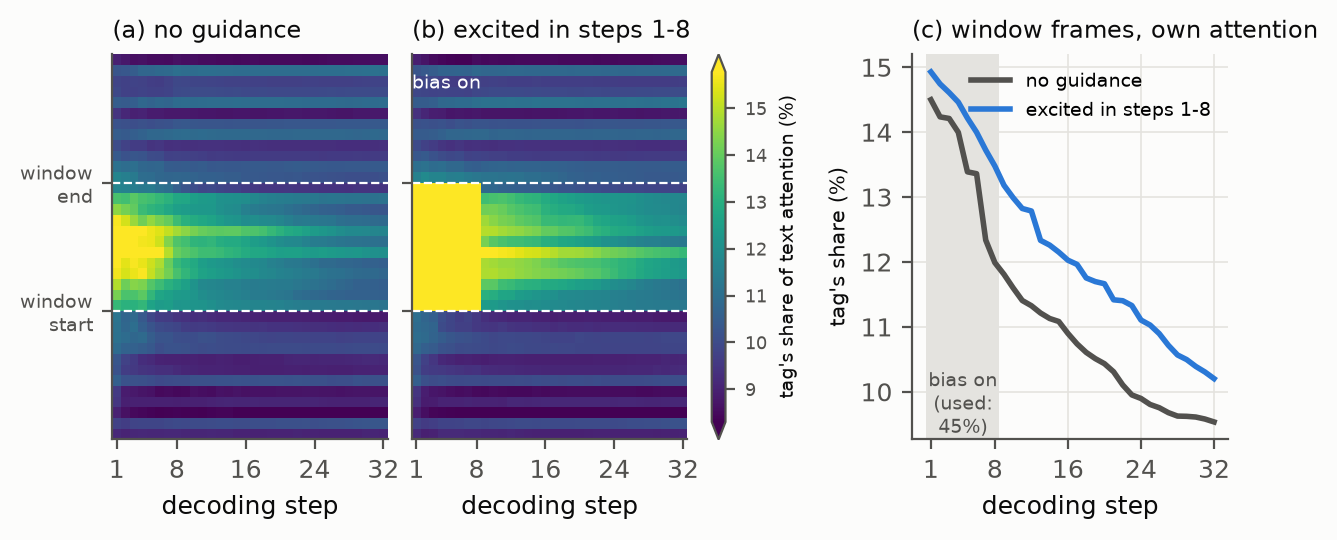 (a) no guidance
(b) excited in steps 1-8
(c) window frames, own attention
bias on
window
end
window
start
1 8 16 24 32
decoding step
1 8 16 24 32
decoding step
15
14
13
12
11
10
9
tag's share of text attention (%)
tag's share (%)
15
14
13
12
11
10
no guidance
excited in steps 1-8
bias on
(used:
45%)
1 8 16 24 32
decoding step